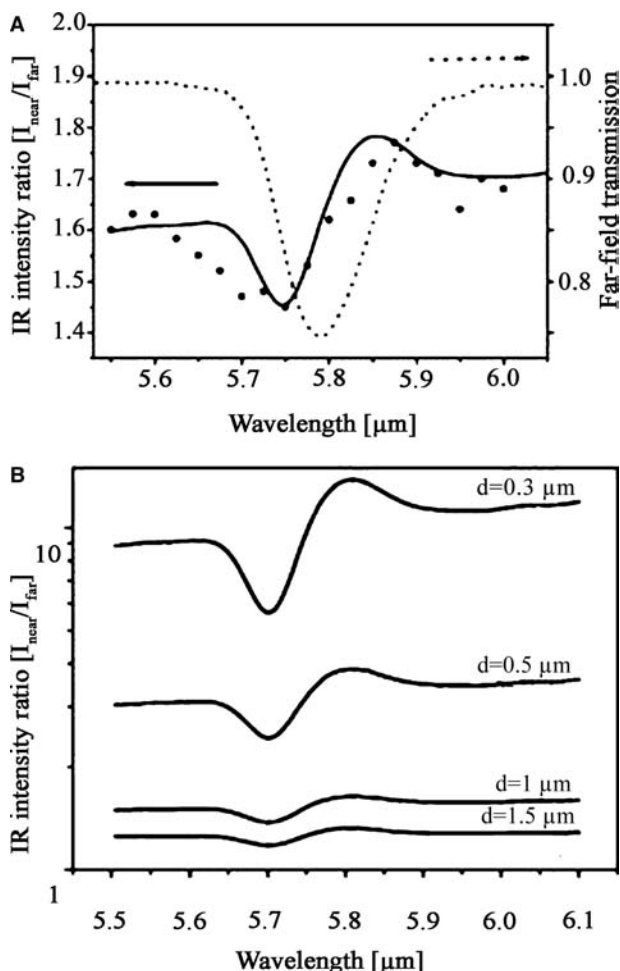 A
2.0
1.9
1.8
1.7
1.6
1.5
1.4
IR intensity ratio [I_near/I_far]
1.0
0.9
0.8
Far-field transmission
5.6 5.7 5.8 5.9 6.0
Wavelength [µm]
B
10
1
IR intensity ratio [I_near/I_far]
d=0.3 µm
d=0.5 µm
d=1 µm
d=1.5 µm
5.5 5.6 5.7 5.8 5.9 6.0 6.1
Wavelength [µm]